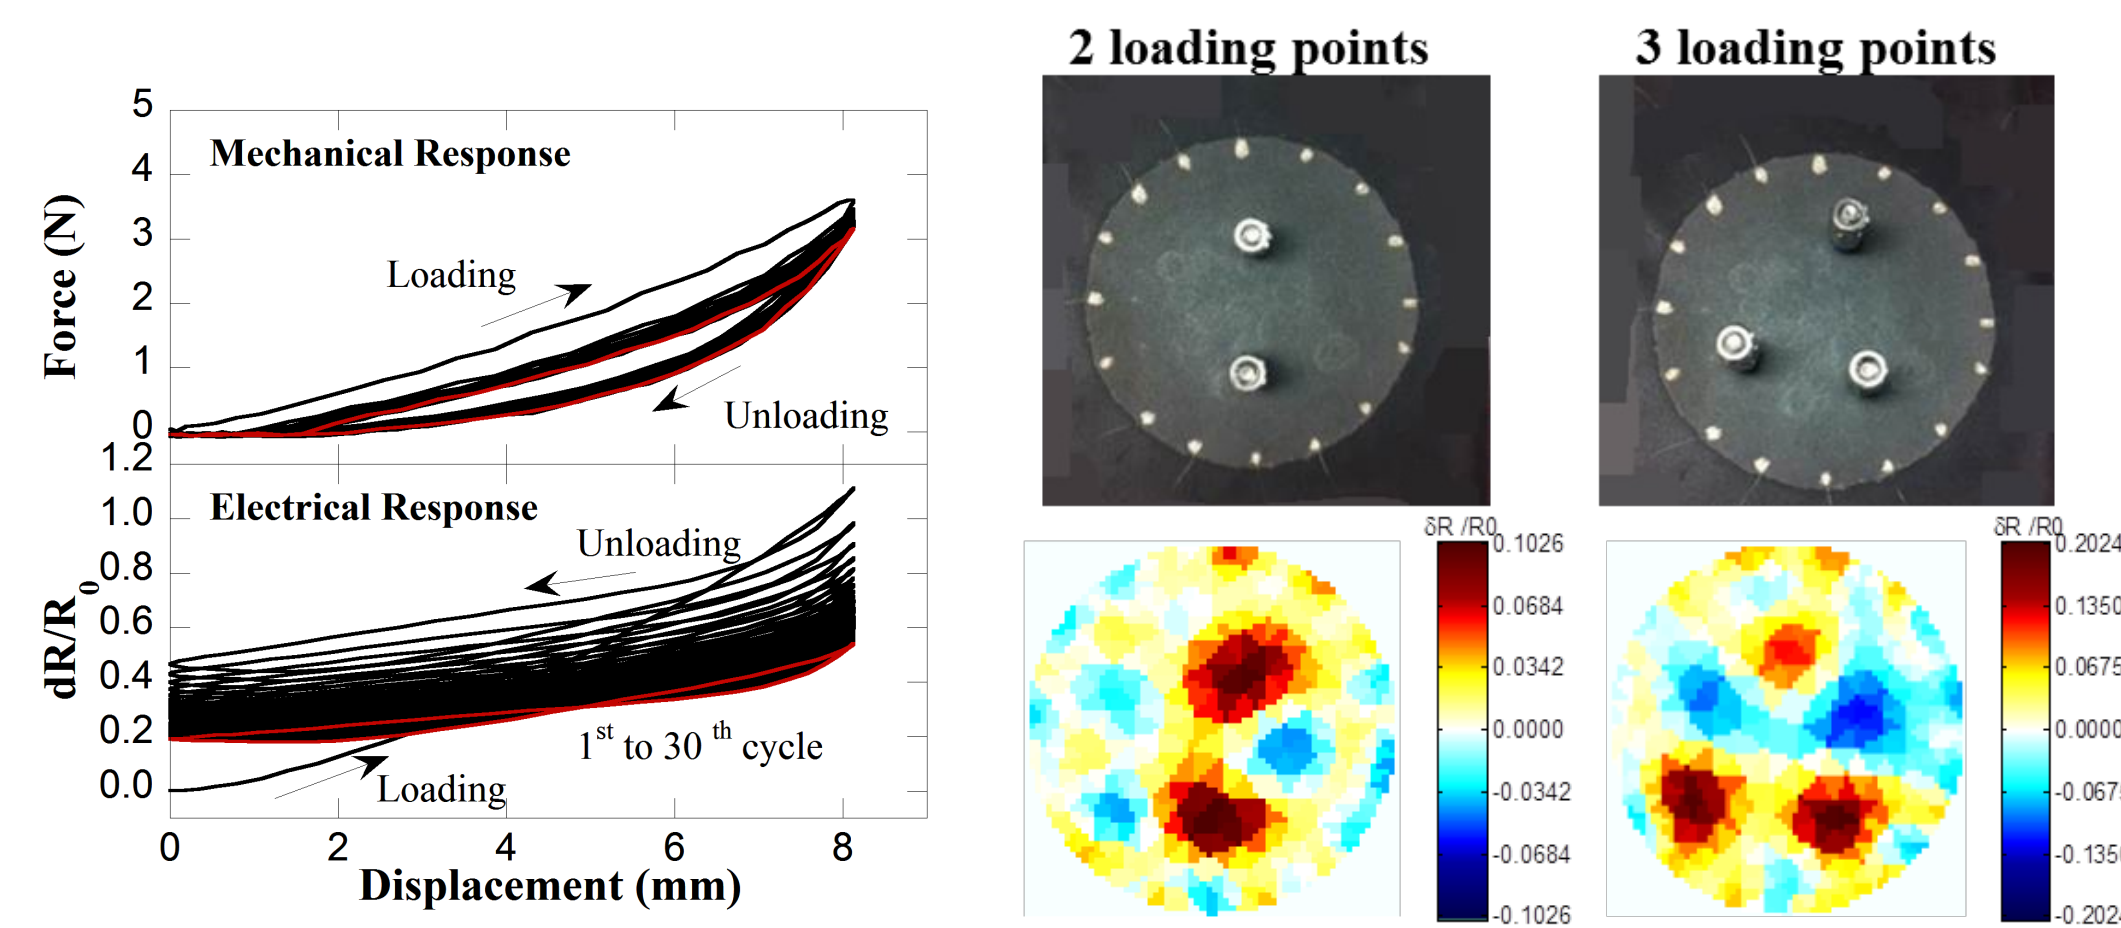 2 loading points
3 loading points
5
4
3
2
1
0
Force (N)
Mechanical Response
Loading
Unloading
1.2
1.0
0.8
0.6
0.4
0.2
0.0
dR/R0
Electrical Response
Unloading
1st to 30 th cycle
Loading
0 2 4 6 8
Displacement (mm)
δR /R0
0.1026
0.0684
0.0342
0.0000
-0.0342
-0.0684
-0.1026
δR /R0
0.2024
0.1350
0.0675
0.0000
-0.067
-0.135
-0.202